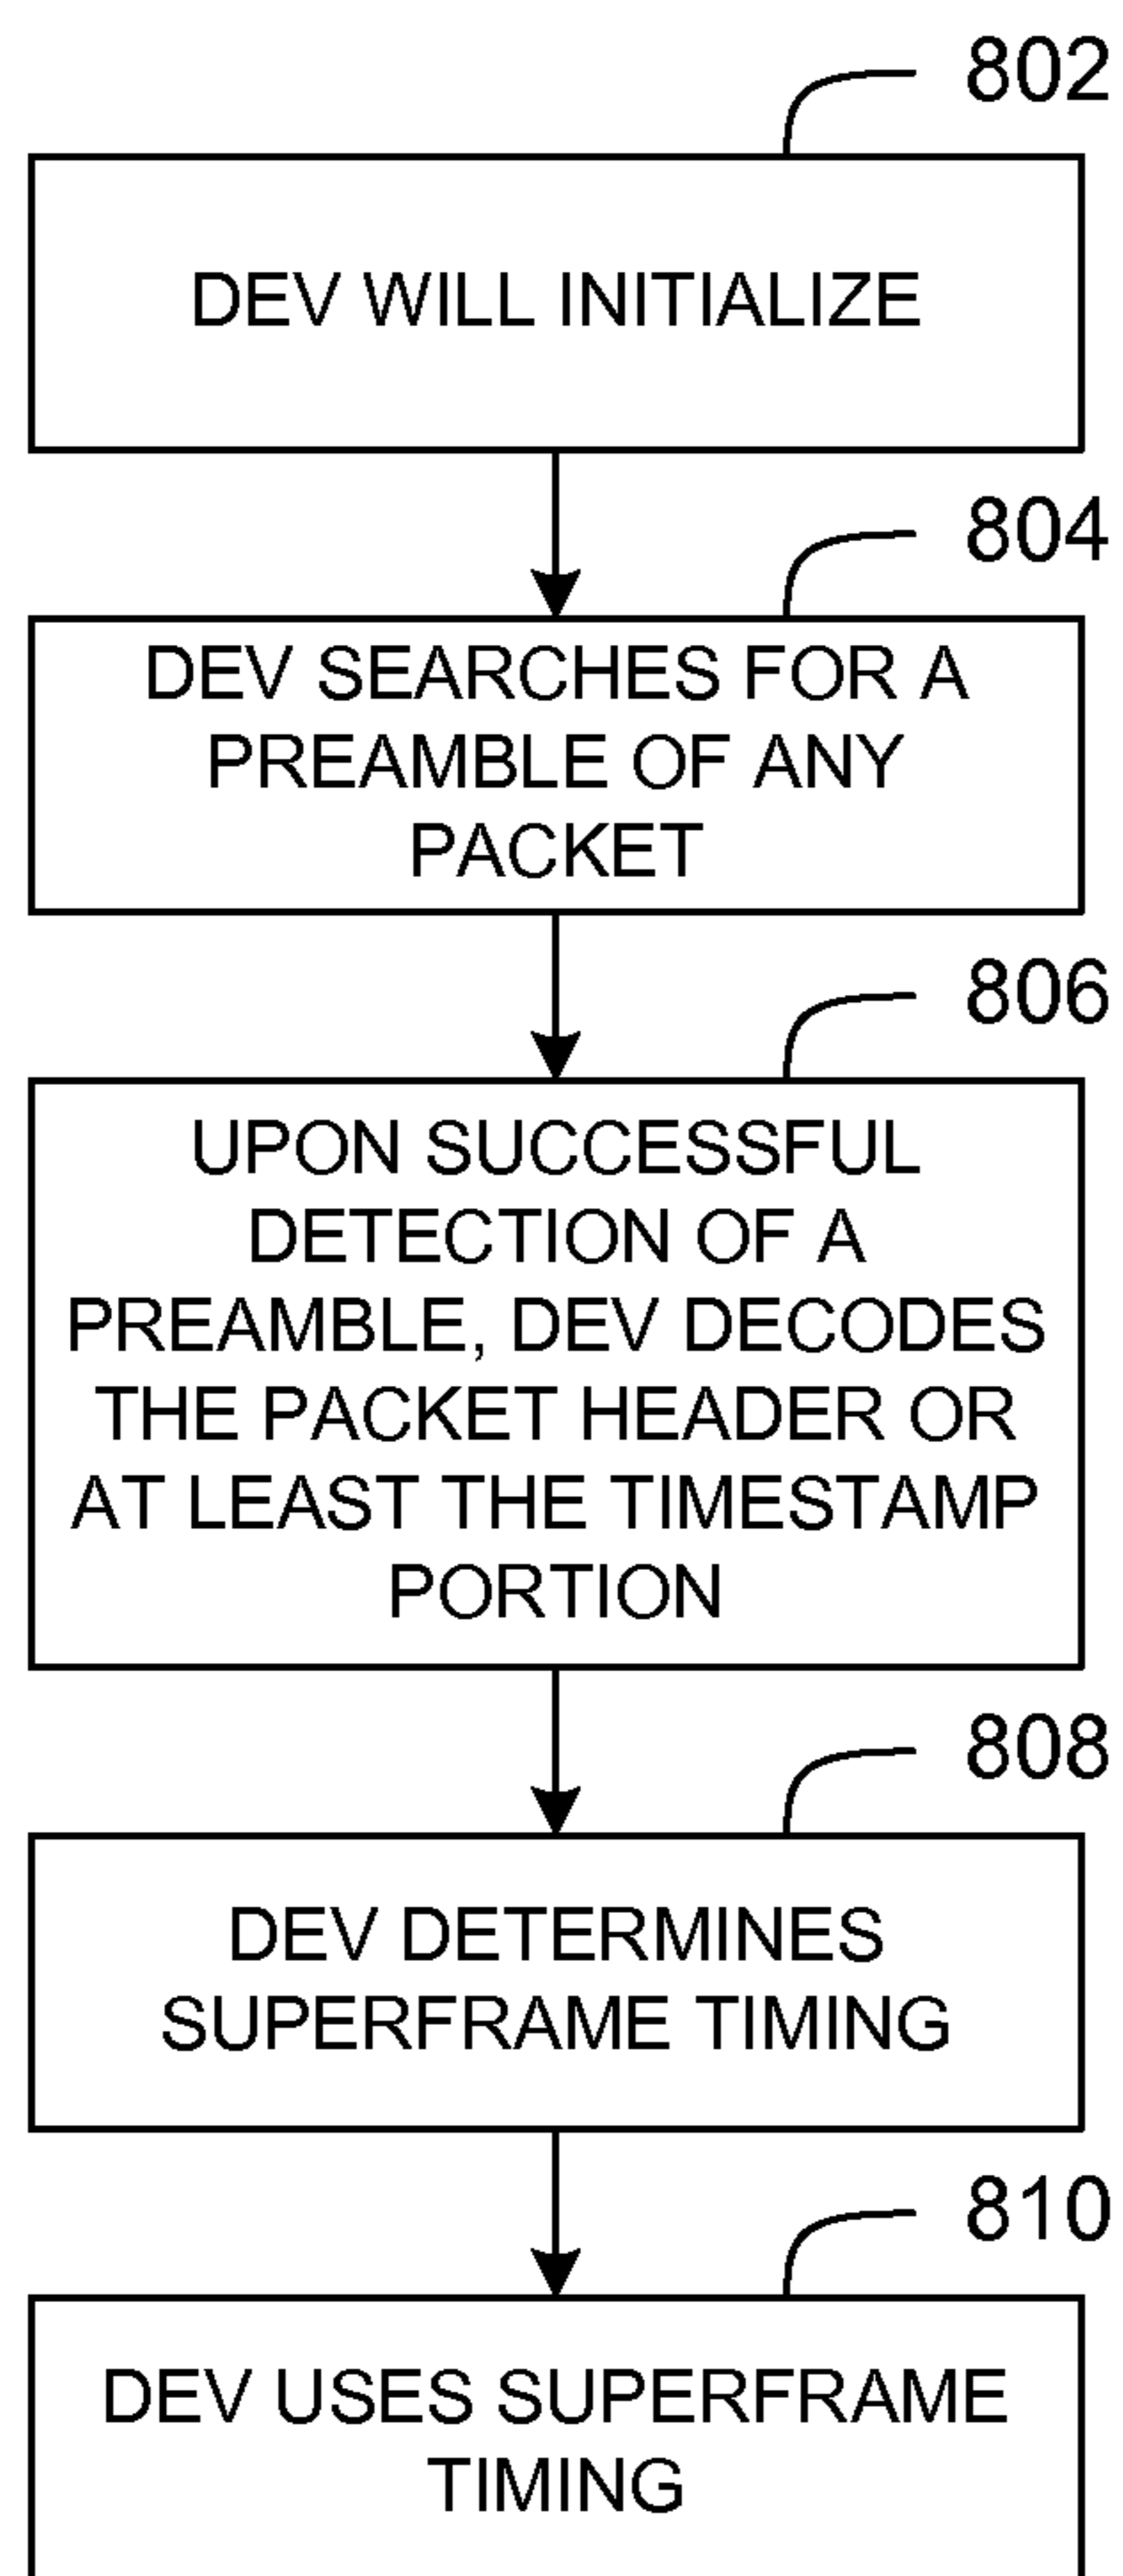 802
DEV WILL INITIALIZE
804
DEV SEARCHES FOR A
PREAMBLE OF ANY
PACKET
806
UPON SUCCESSFUL
DETECTION OF A
PREAMBLE, DEV DECODES
THE PACKET HEADER OR
AT LEAST THE TIMESTAMP
PORTION
808
DEV DETERMINES
SUPERFRAME TIMING
810
DEV USES SUPERFRAME
TIMING